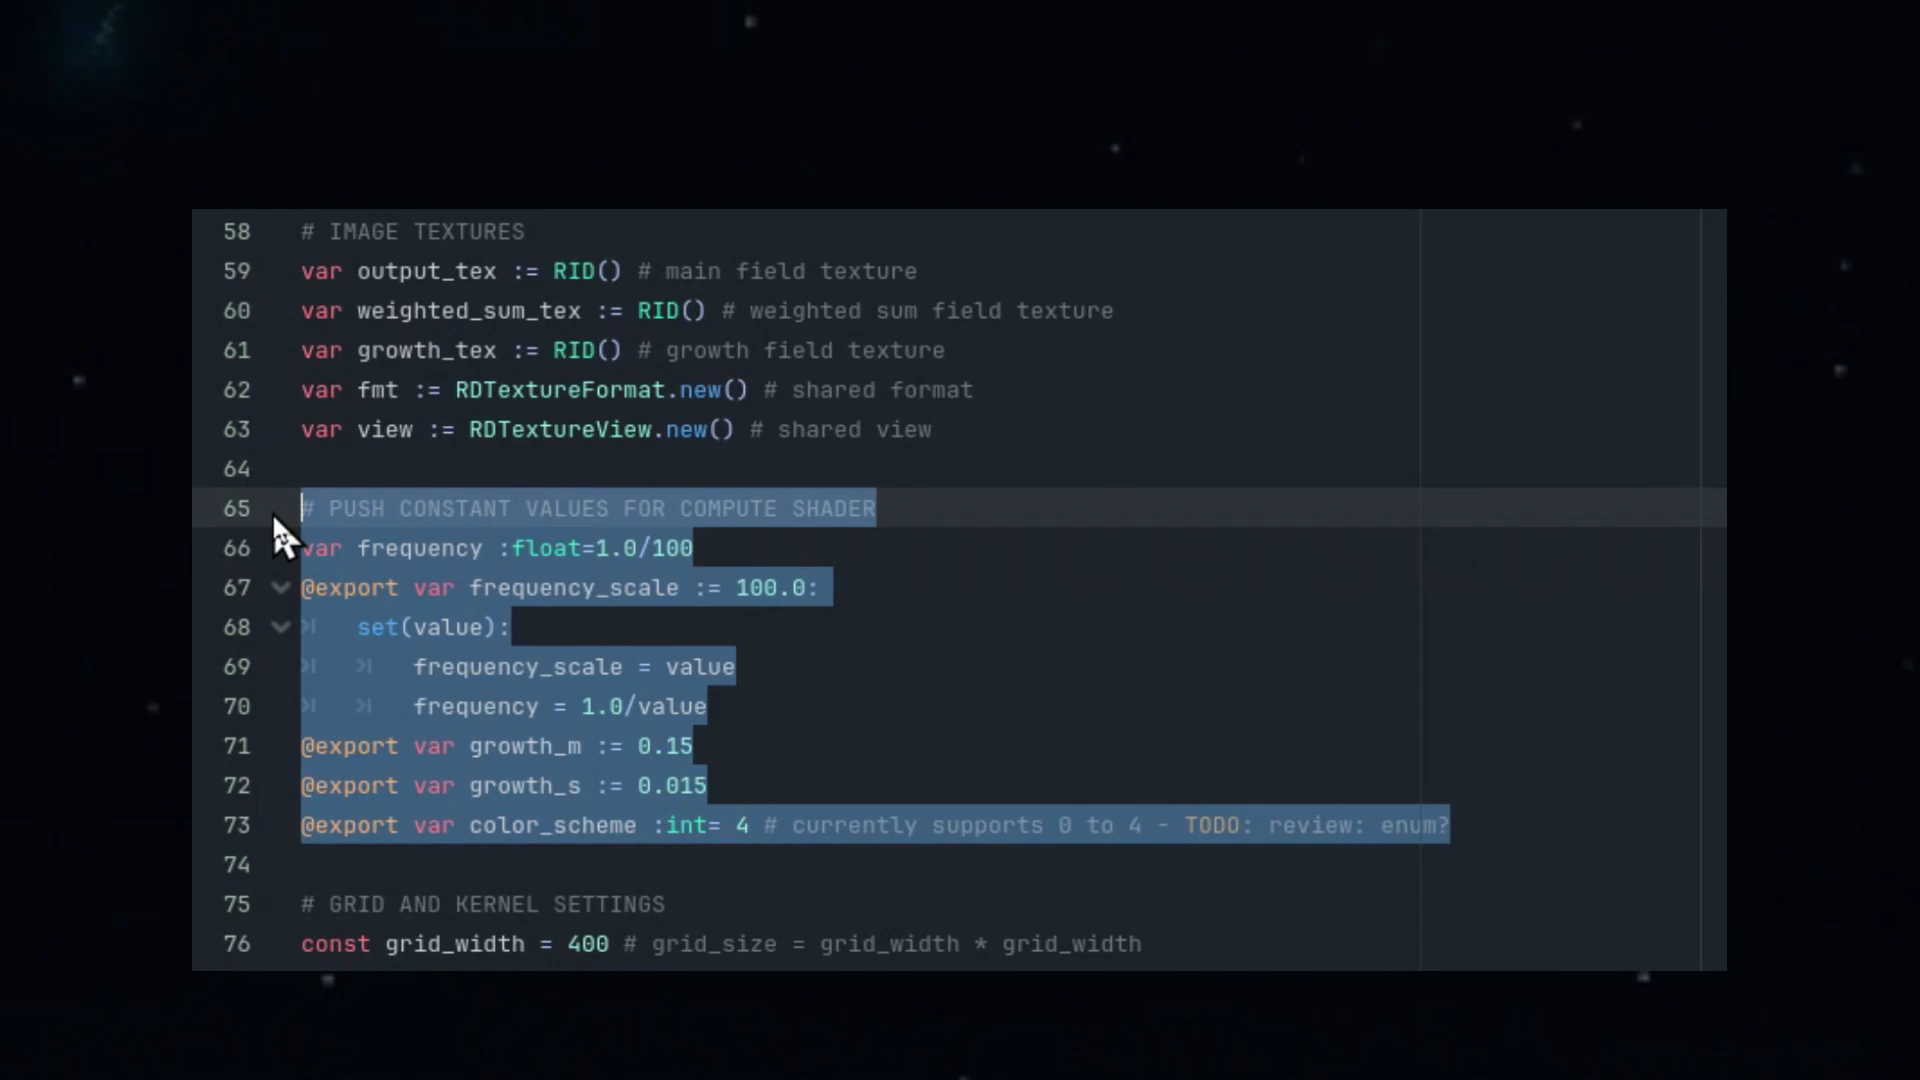 58 # IMAGE TEXTURES
59 var output_tex := RID() # main field texture
60 var weighted_sum_tex := RID() # weighted sum field texture
61 var growth_tex := RID() # growth field texture
62 var fmt := RDTextureFormat.new() # shared format
63 var view := RDTextureView.new() # shared view
64
65 # PUSH CONSTANT VALUES FOR COMPUTE SHADER
66 var frequency :float=1.0/100
67 @export var frequency_scale := 100.0:
68 set(value):
69 frequency_scale = value
70 frequency = 1.0/value
71 @export var growth_m := 0.15
72 @export var growth_s := 0.015
73 @export var color_scheme :int= 4 # currently supports 0 to 4 - TODO: review: enum?
74
75 # GRID AND KERNEL SETTINGS
76 const grid_width = 400 # grid_size = grid_width * grid_width